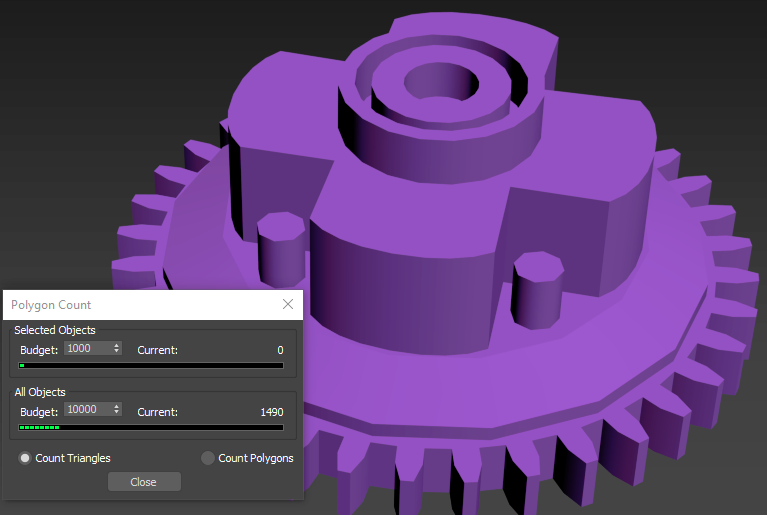 Polygon Count
Selected Objects
Budget: 1000 Current: 0
All Objects
Budget: 10000 Current: 1490
Count Triangles Count Polygons
Close